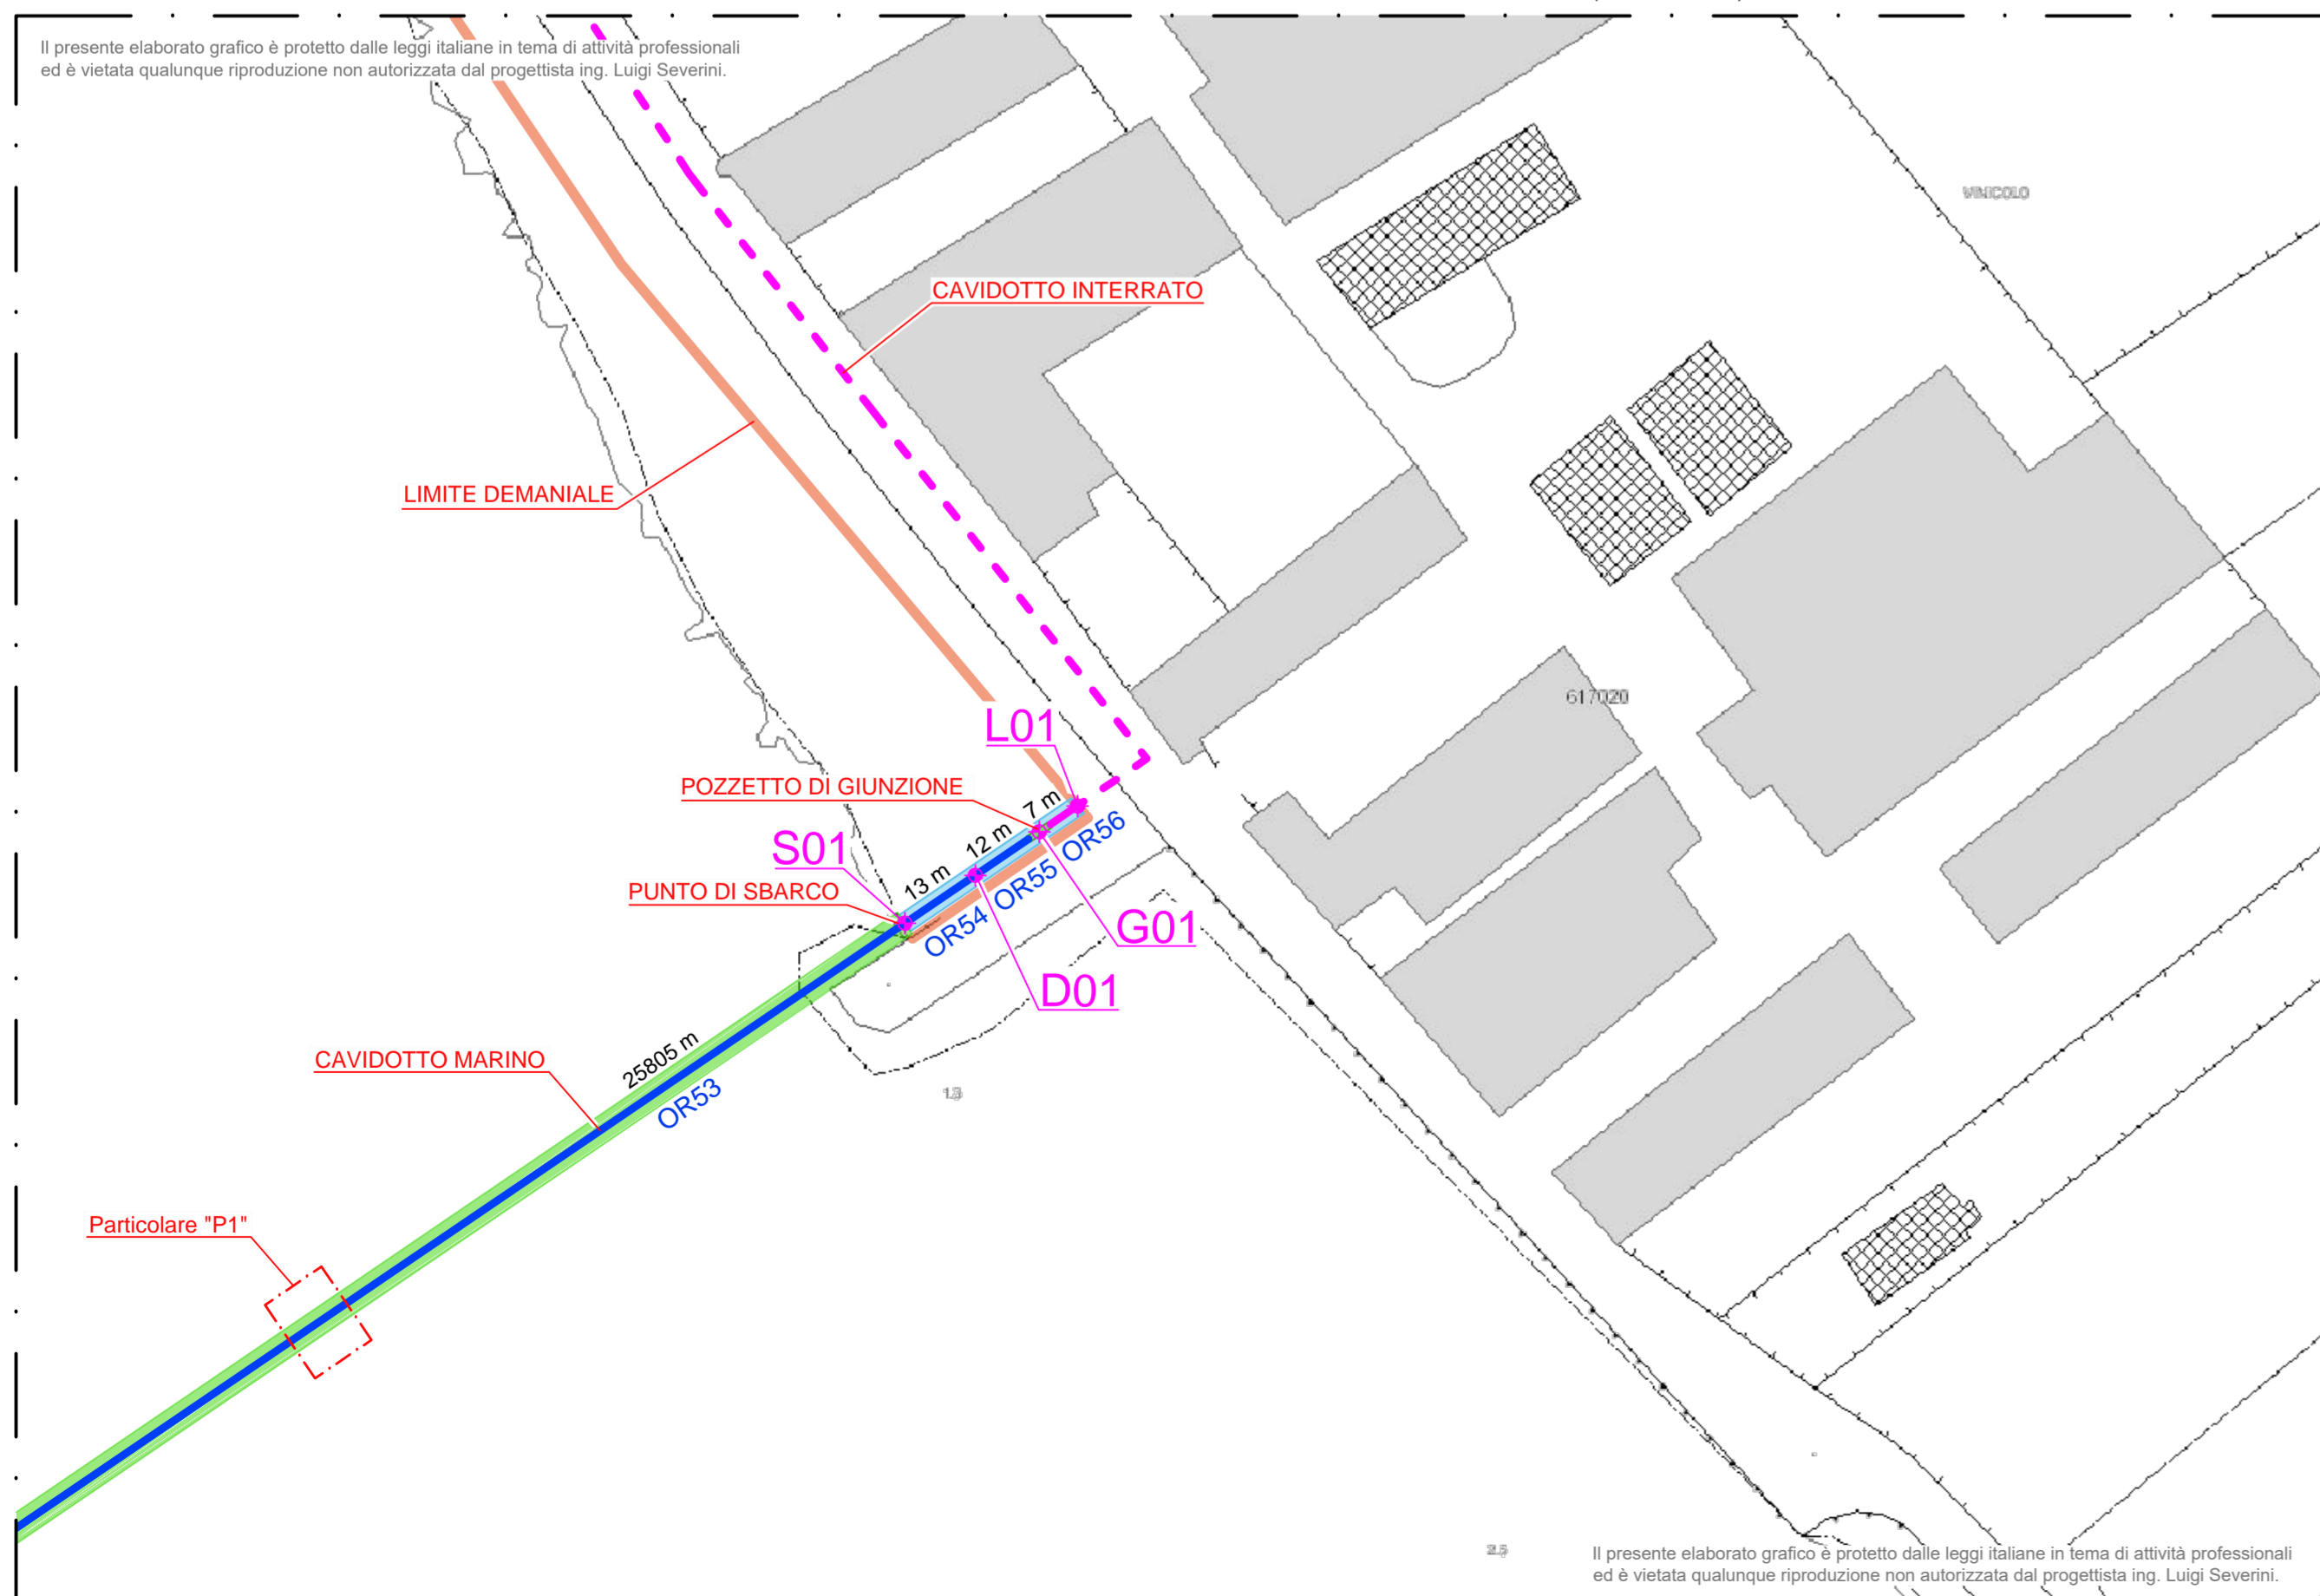 Il presente elaborato grafico è protetto dalle leggi italiane in tema di attività professionali
ed è vietata qualunque riproduzione non autorizzata dal progettista ing. Luigi Severini.
CAVIDOTTO INTERRATO
LIMITE DEMANIALE
617020
L01
POZZETTO DI GIUNZIONE
7 m
12 m
OR56
S01
13 m
OR55
PUNTO DI SBARCO
OR54
G01
D01
25805 m
CAVIDOTTO MARINO
OR53
Particolare "P1"
Il presente elaborato grafico è protetto dalle leggi italiane in tema di attività professionali
ed è vietata qualunque riproduzione non autorizzata dal progettista ing. Luigi Severini.